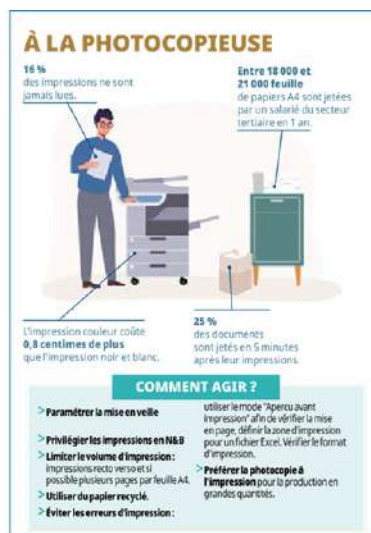 À LA PHOTOCOPIEUSE
16 %
des impressions ne sont
jamais lues.
Entre 18 000 et
21 000 feuille
de papiers A4 sont jetées
par un salarié du secteur
tertiaire en 1 an.
L'impression couleur coûte
0,8 centimes de plus
que l'impression noir et blanc.
25 %
des documents
sont jetés en 5 minutes
après leur impressions.
COMMENT AGIR ?
> Paramétrer la mise en veille
> Privilégier les impressions en N&B
> Limiter le volume d'impression :
impressions recto verso et si
possible plusieurs pages par feuille A4.
> Utiliser du papier recyclé.
> Éviter les erreurs d'impression :
utiliser le mode "Apercu avant
impression" afin de vérifier la mise
en page, définir la zone d'impression
pour un fichier Excel. Vérifier le format
d'impression.
> Préférer la photocopie à
l'impression pour la production en
grandes quantités.